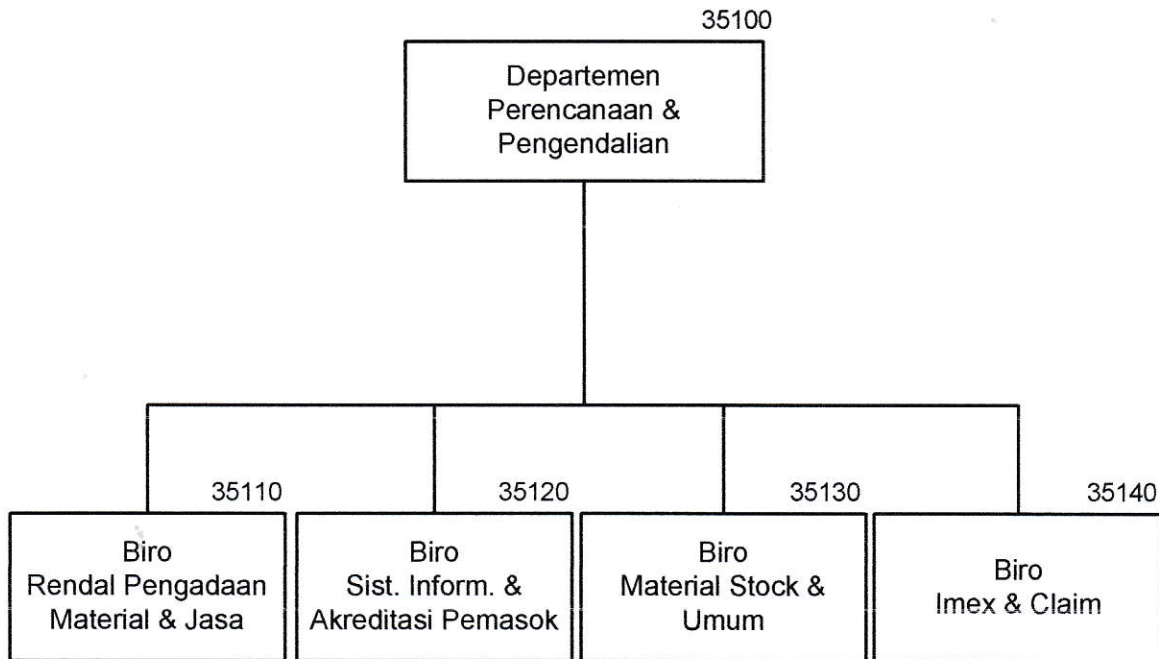 35100
Departemen
Perencanaan &
Pengendalian
35110
Biro
Rendal Pengadaan
Material & Jasa
35120
Biro
Sist. Inform. &
Akreditasi Pemasok
35130
Biro
Material Stock &
Umum
35140
Biro
Imex & Claim